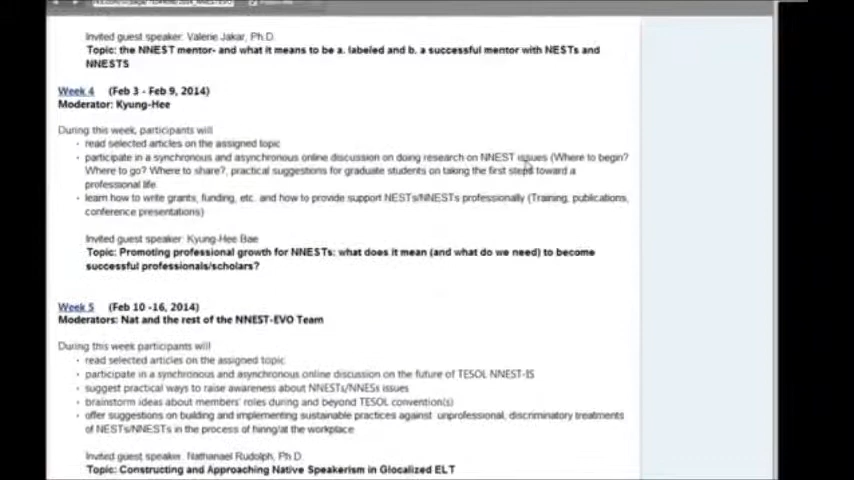 Invited guest speaker: Valerie Jakar, Ph.D.
Topic: the NNEST mentor- and what it means to be a. labeled and b. a successful mentor with NESTs and
NNESTS
Week 4 (Feb 3 - Feb 9, 2014)
Moderator: Kyung-Hee
During this week, participants will
· read selected articles on the assigned topic
· participate in a synchronous and asynchronous online discussion on doing research on NNEST issues (Where to begin?
Where to go? Where to share?, practical suggestions for graduate students on taking the first steps toward a
professional life.
· learn how to write grants, funding, etc. and how to provide support NESTs/NNESTs professionally (Training, publications,
conference presentations)
Invited guest speaker: Kyung-Hee Bae
Topic: Promoting professional growth for NNESTs: what does it mean (and what do we need) to become
successful professionals/scholars?
Week 5 (Feb 10 -16, 2014)
Moderators: Nat and the rest of the NNEST-EVO Team
During this week participants will
· read selected articles on the assigned topic
· participate in a synchronous and asynchronous online discussion on the future of TESOL NNEST-IS
· suggest practical ways to raise awareness about NNESTs/NNESs issues
· brainstorm ideas about members' roles during and beyond TESOL convention(s)
· offer suggestions on building and implementing sustainable practices against unprofessional, discriminatory treatments
of NESTs/NNESTs in the process of hiring/at the workplace
Invited guest speaker: Nathanael Rudolph, Ph.D.
Topic: Constructing and Approaching Native Speakerism in Glocalized ELT